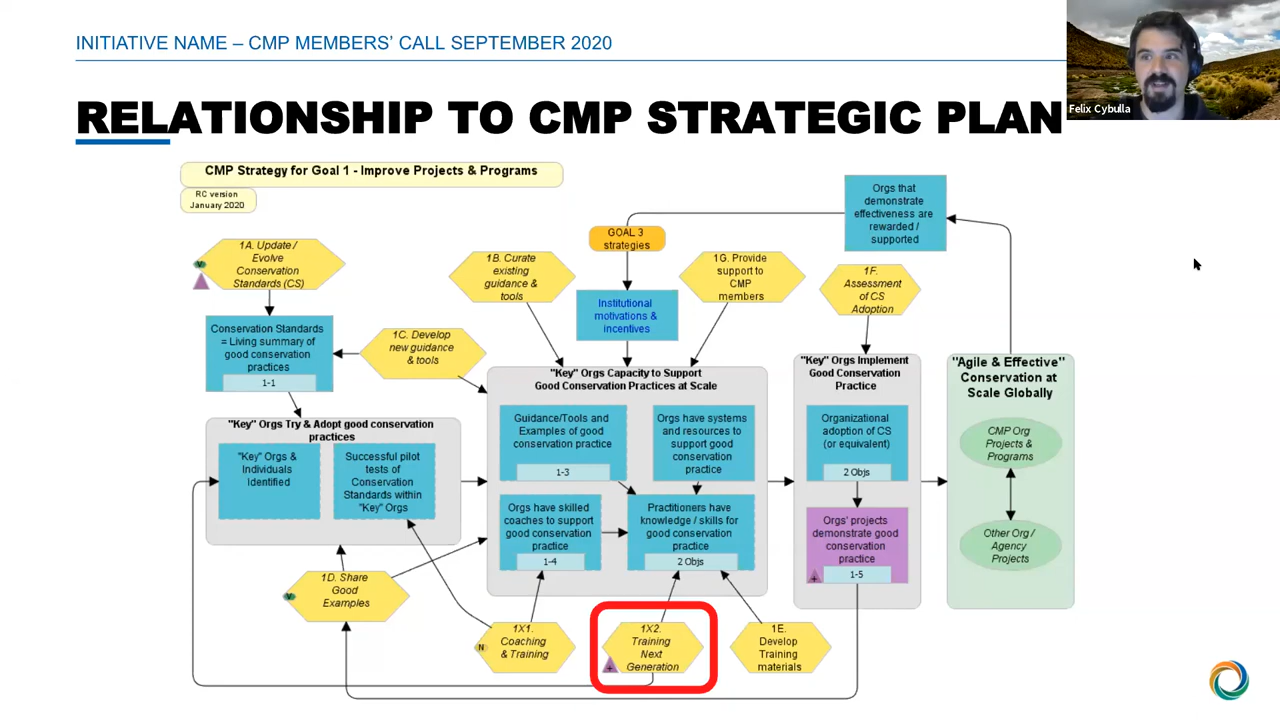 INITIATIVE NAME – CMP MEMBERS' CALL SEPTEMBER 2020
Felix Cybulla
RELATIONSHIP TO CMP STRATEGIC PLAN
CMP Strategy for Goal 1 - Improve Projects & Programs
RC version
January 2020
Orgs that
demonstrate
effectiveness are
rewarded /
supported
GOAL 3
strategies
1A. Update /
Evolve
Conservation
Standards (CS)
1B. Curate
existing
guidance &
tools
1G. Provide
support to
CMP
members
1F.
Assessment
of CS
Adoption
Institutional
motivations &
incentives
Conservation Standards
= Living summary of
good conservation
practices
1-1
1C. Develop
new guidance
& tools
"Key" Orgs Capacity to Support
Good Conservation Practices at Scale
"Key" Orgs Implement
Good Conservation
Practice
"Agile & Effective"
Conservation at
Scale Globally
"Key" Orgs Try & Adopt good conservation
practices
"Key" Orgs &
Individuals
Identified
Successful pilot
tests of
Conservation
Standards within
"Key" Orgs
Guidance/Tools and
Examples of good
conservation practice
1-3
Orgs have systems
and resources to
support good
conservation
practice
Orgs have skilled
coaches to support
good conservation
practice
1-4
Practitioners have
knowledge / skills for
good conservation
practice
2 Objs
Organizational
adoption of CS
(or equivalent)
2 Objs
Orgs' projects
demonstrate good
conservation
practice
1-5
CMP Org
Projects &
Programs
Other Org /
Agency
Projects
1D. Share
Good
Examples
1X1.
Coaching
& Training
N
1X2.
Training
Next
Generation
1E.
Develop
Training
materials